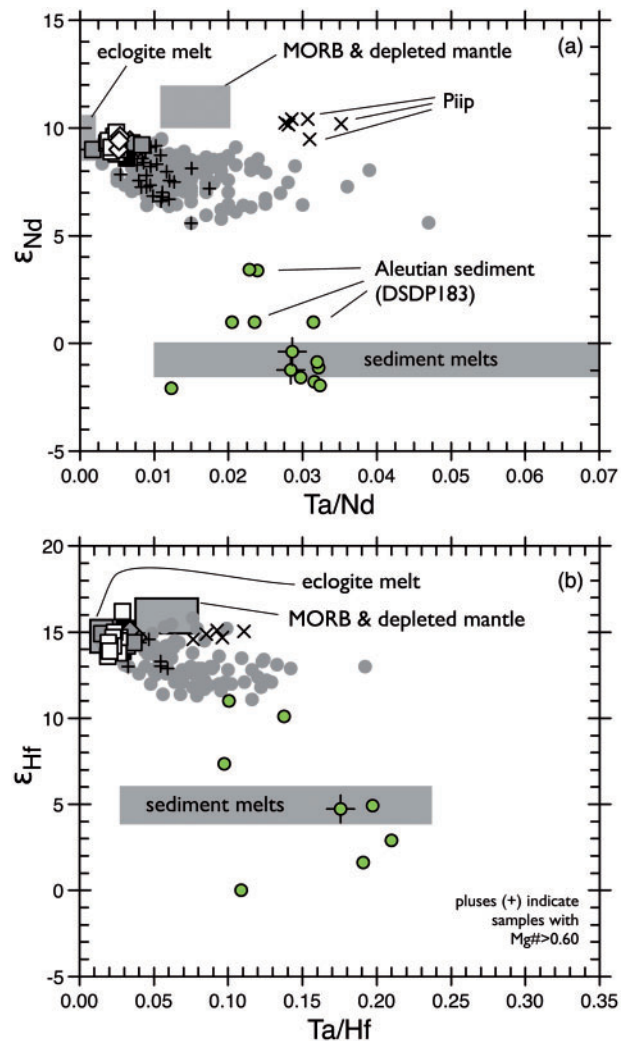 15
10
5
0
-5
εNd
eclogite melt
MORB & depleted mantle
(a)
Piip
Aleutian sediment
(DSDP183)
sediment melts
0.00 0.01 0.02 0.03 0.04 0.05 0.06 0.07
Ta/Nd
20
15
10
5
0
-5
εHf
(b)
eclogite melt
MORB & depleted mantle
sediment melts
pluses (+) indicate
samples with
Mg#>0.60
0.00 0.05 0.10 0.15 0.20 0.25 0.30 0.35
Ta/Hf